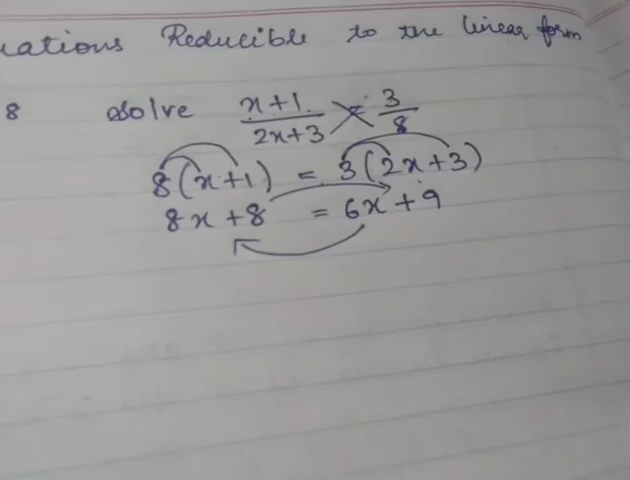 uations Reducible to the linear form
8 Solve x+1/2x+3 = 3/8
8(x+1) = 3(2x+3)
8x+8 = 6x+9